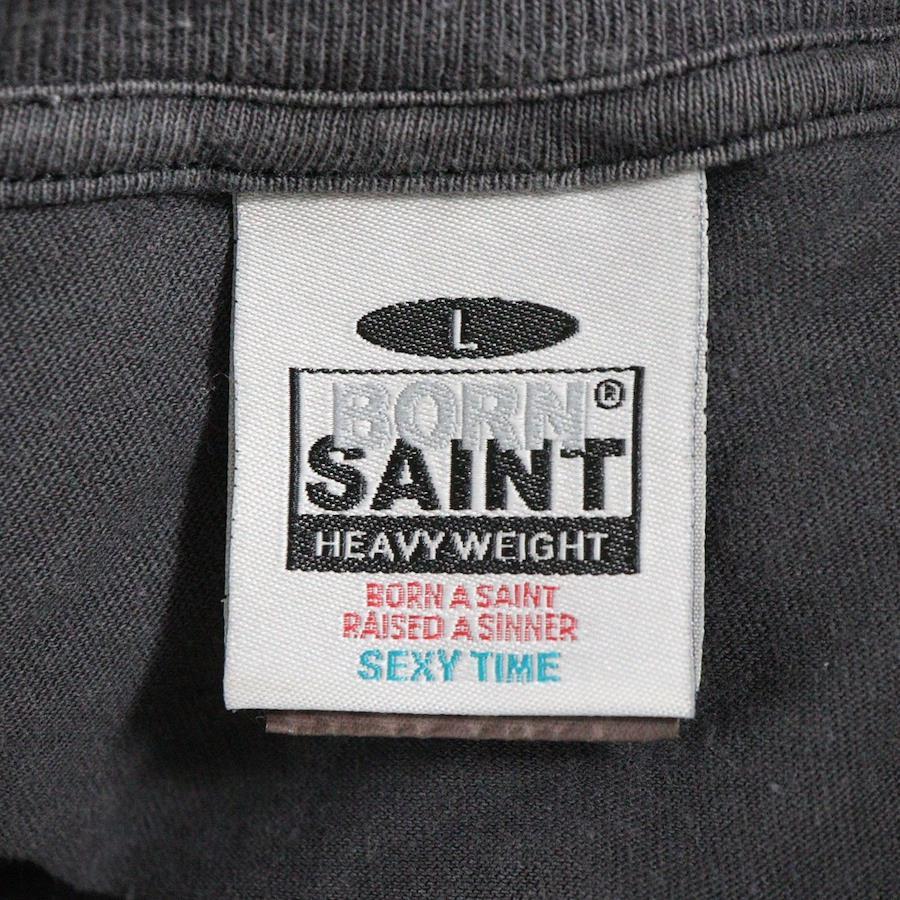 L
BORN®
SAINT
HEAVY WEIGHT
BORN A SAINT
RAISED A SINNER
SEXY TIME